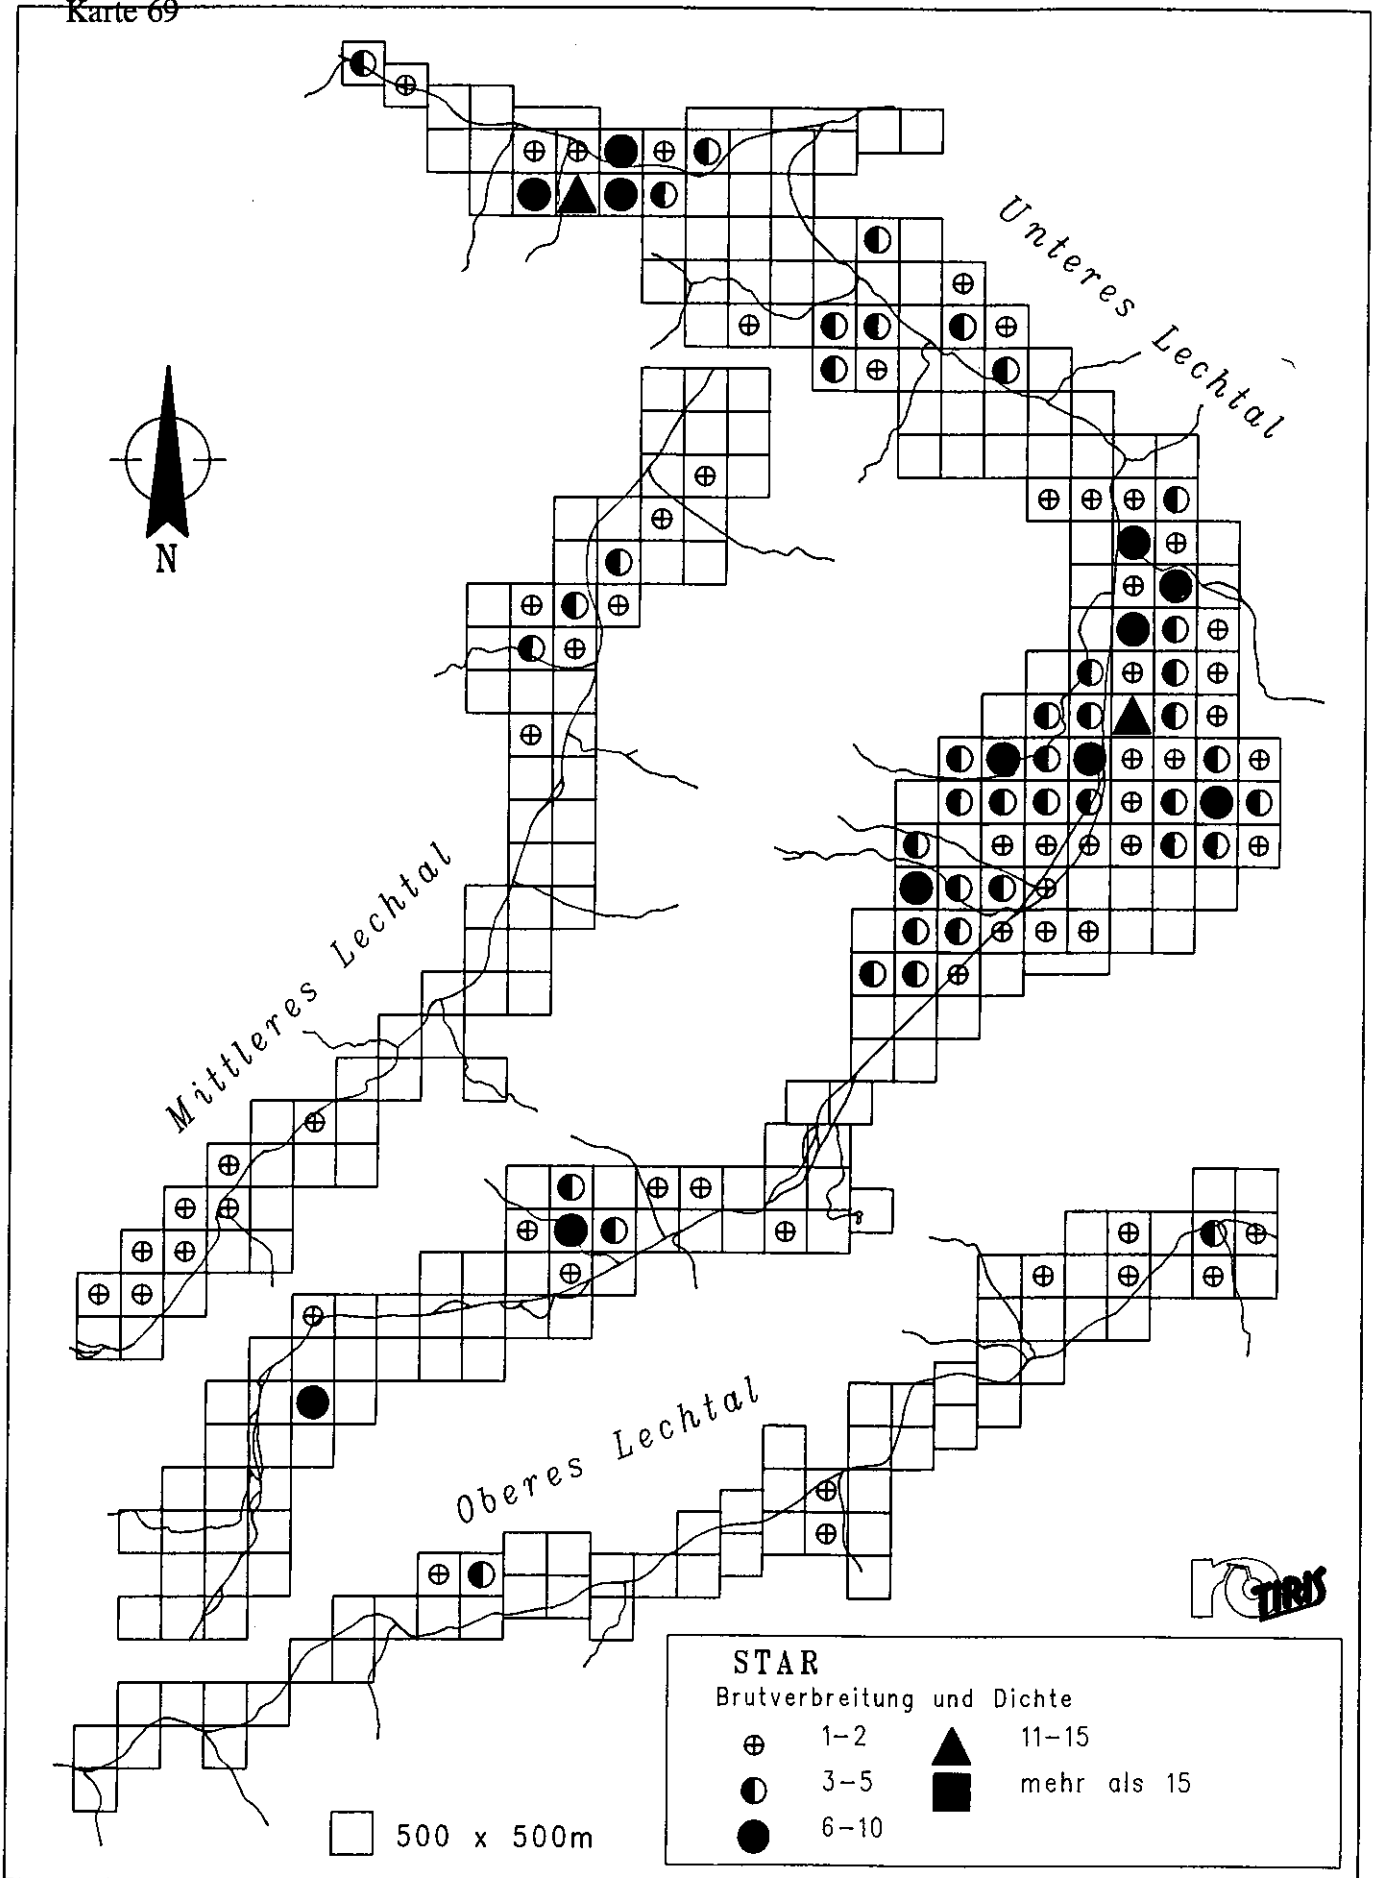 Karte 69
Unteres Lechtal
N
Mittleres Lechtal
Oberes Lechtal
TIRIS
STAR
Brutverbreitung und Dichte
1-2
11-15
3-5
mehr als 15
6-10
500 x 500m